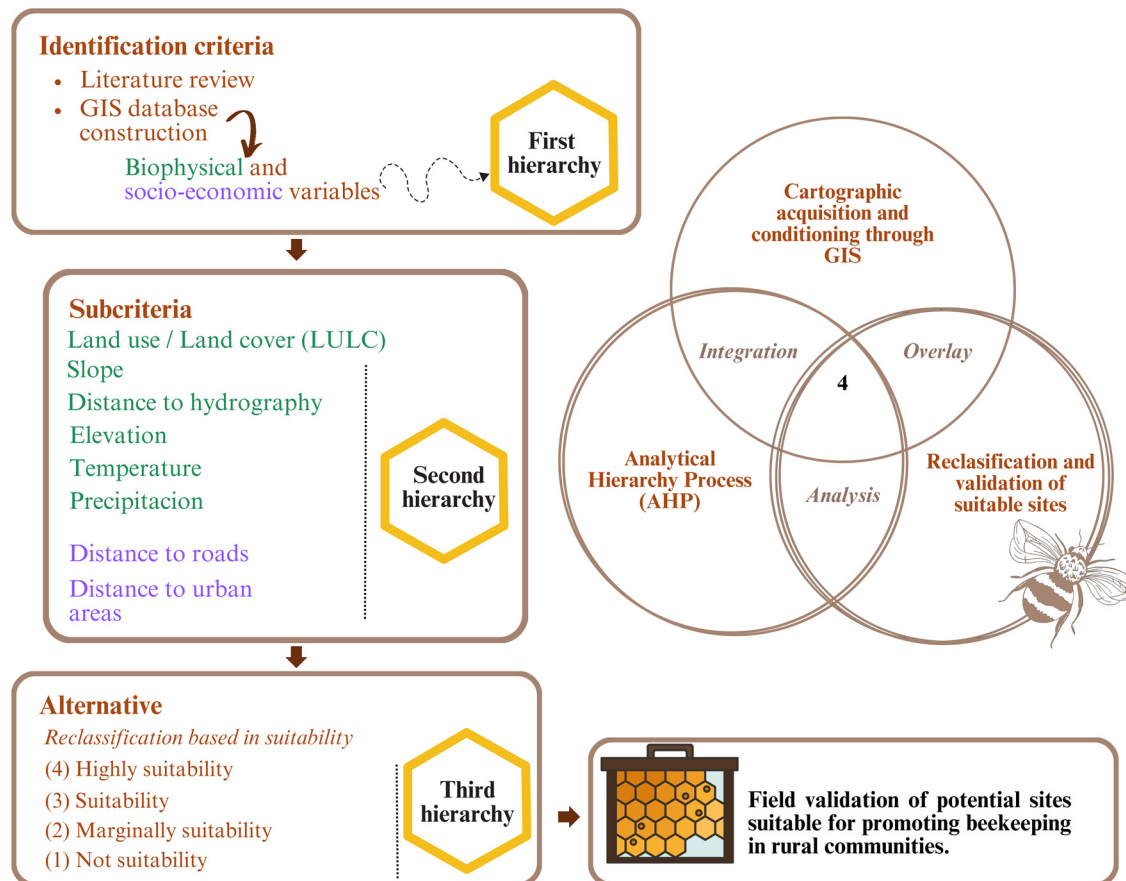 Identification criteria
• Literature review
• GIS database
construction
Biophysical and
socio-economic variables
First
hierarchy
Subcriteria
Land use / Land cover (LULC)
Slope
Distance to hydrography
Elevation
Temperature
Precipitacion
Distance to roads
Distance to urban
areas
Second
hierarchy
Alternative
Reclassification based in suitability
(4) Highly suitability
(3) Suitability
(2) Marginally suitability
(1) Not suitability
Third
hierarchy
Cartographic
acquisition and
conditioning through
GIS
Integration
Overlay
4
Analytical
Hierarchy Process
(AHP)
Analysis
Reclasification and
validation of
suitable sites
Field validation of potential sites
suitable for promoting beekeeping
in rural communities.